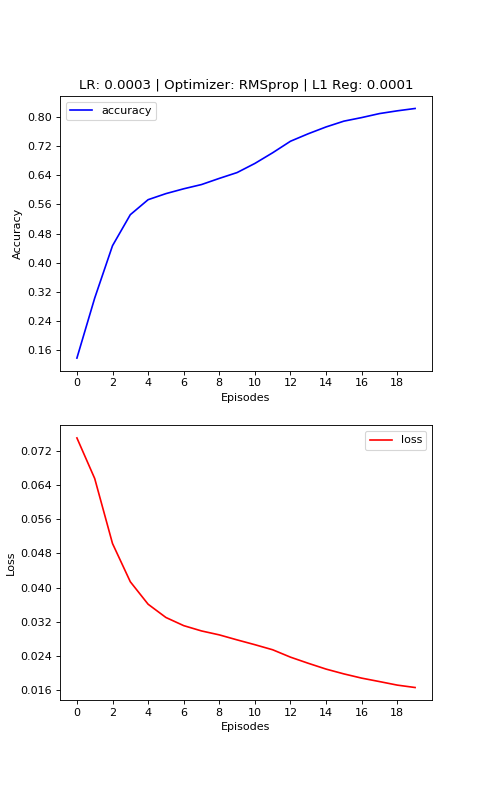 LR: 0.0003 | Optimizer: RMSprop | L1 Reg: 0.0001
accuracy
0.80
0.72
0.64
0.56
0.48
0.40
0.32
0.24
0.16
Accuracy
0 2 4 6 8 10 12 14 16 18
Episodes
loss
0.072
0.064
0.056
0.048
0.040
0.032
0.024
0.016
Loss
0 2 4 6 8 10 12 14 16 18
Episodes